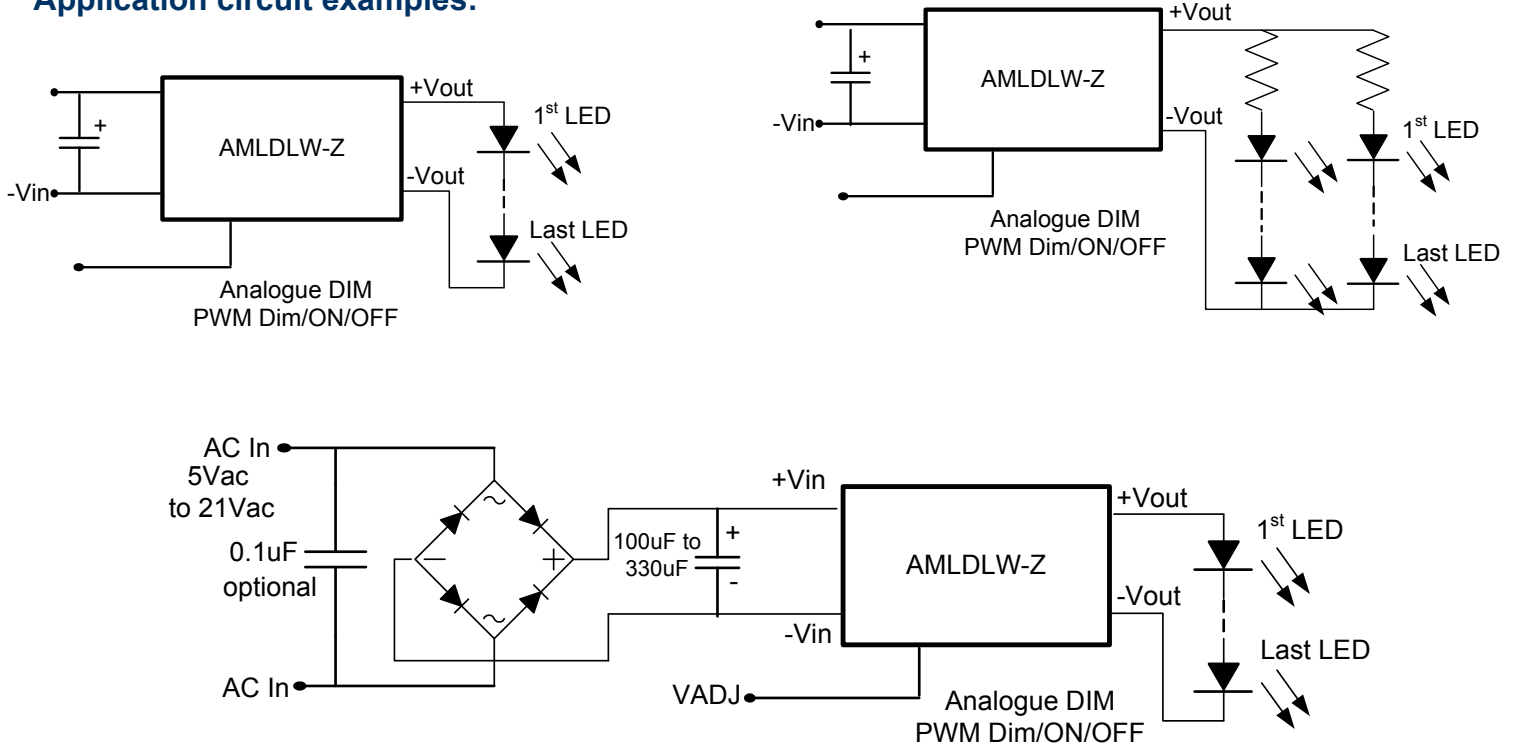 Application circuit examples:
+Vout
+
AMLDLW-Z
1st LED
-Vout
-Vin
Last LED
Analogue DIM
PWM Dim/ON/OFF
+Vout
+
AMLDLW-Z
-Vout
-Vin
1st LED
Analogue DIM
PWM Dim/ON/OFF
Last LED
AC In
5Vac
to 21Vac
0.1uF
optional
AC In
~
+
~
+Vin
100uF to
330uF
+
-
-Vin
AMLDLW-Z
+Vout
1st LED
-Vout
Last LED
VADJ
Analogue DIM
PWM Dim/ON/OFF